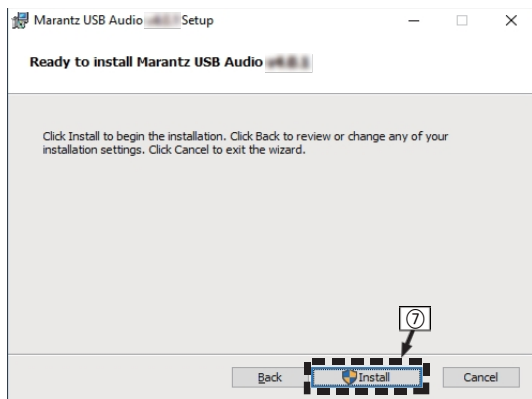 Marantz USB Audio Setup
Ready to install Marantz USB Audio
Click Install to begin the installation. Click Back to review or change any of your
installation settings. Click Cancel to exit the wizard.
⑦
Back Install Cancel